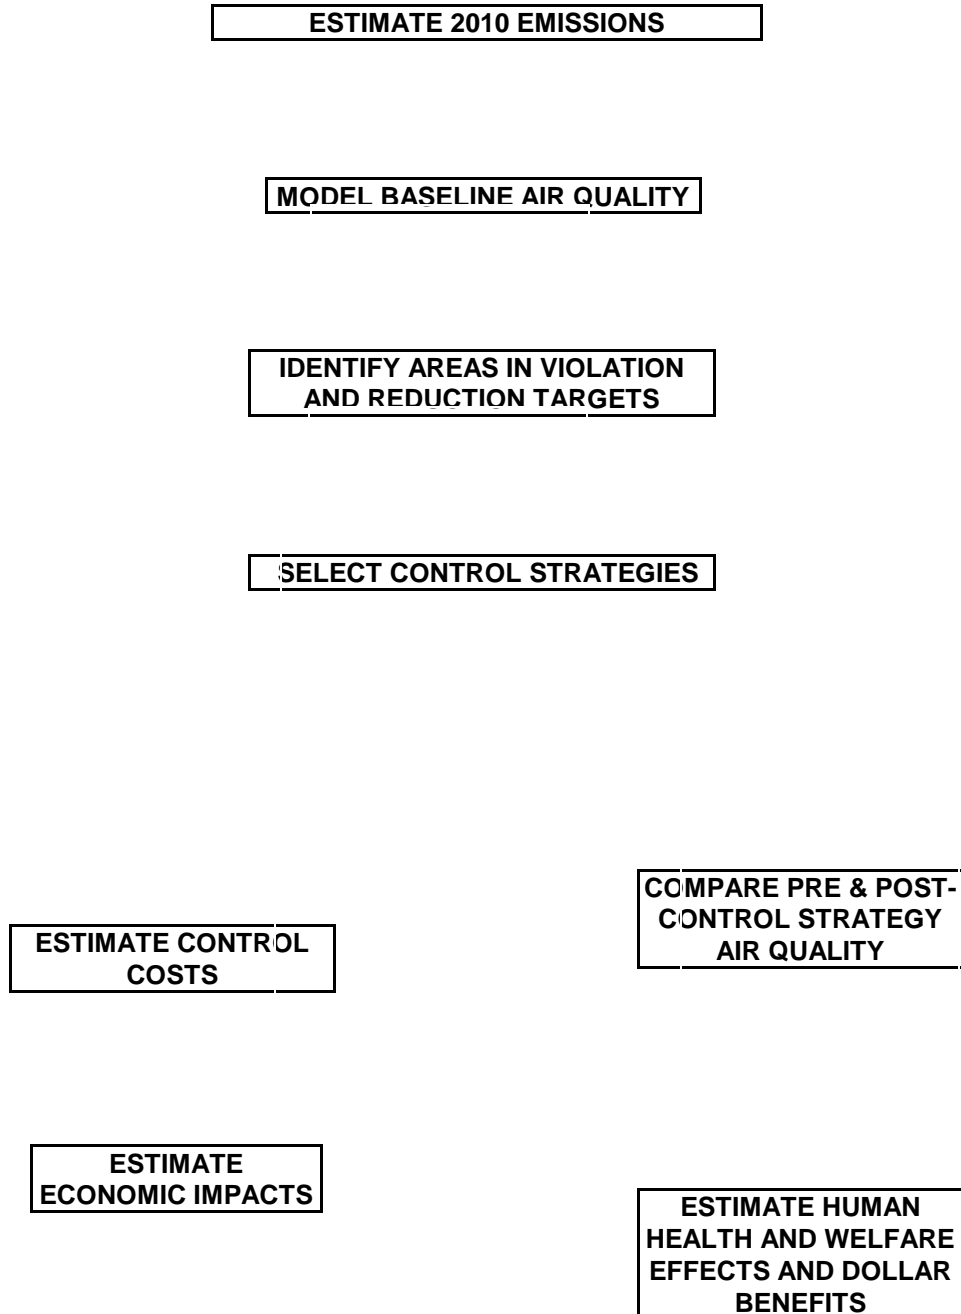 ESTIMATE 2010 EMISSIONS
MODEL BASELINE AIR QUALITY
IDENTIFY AREAS IN VIOLATION
AND REDUCTION TARGETS
SELECT CONTROL STRATEGIES
ESTIMATE CONTROL
COSTS
COMPARE PRE & POST-
CONTROL STRATEGY
AIR QUALITY
ESTIMATE
ECONOMIC IMPACTS
ESTIMATE HUMAN
HEALTH AND WELFARE
EFFECTS AND DOLLAR
BENEFITS